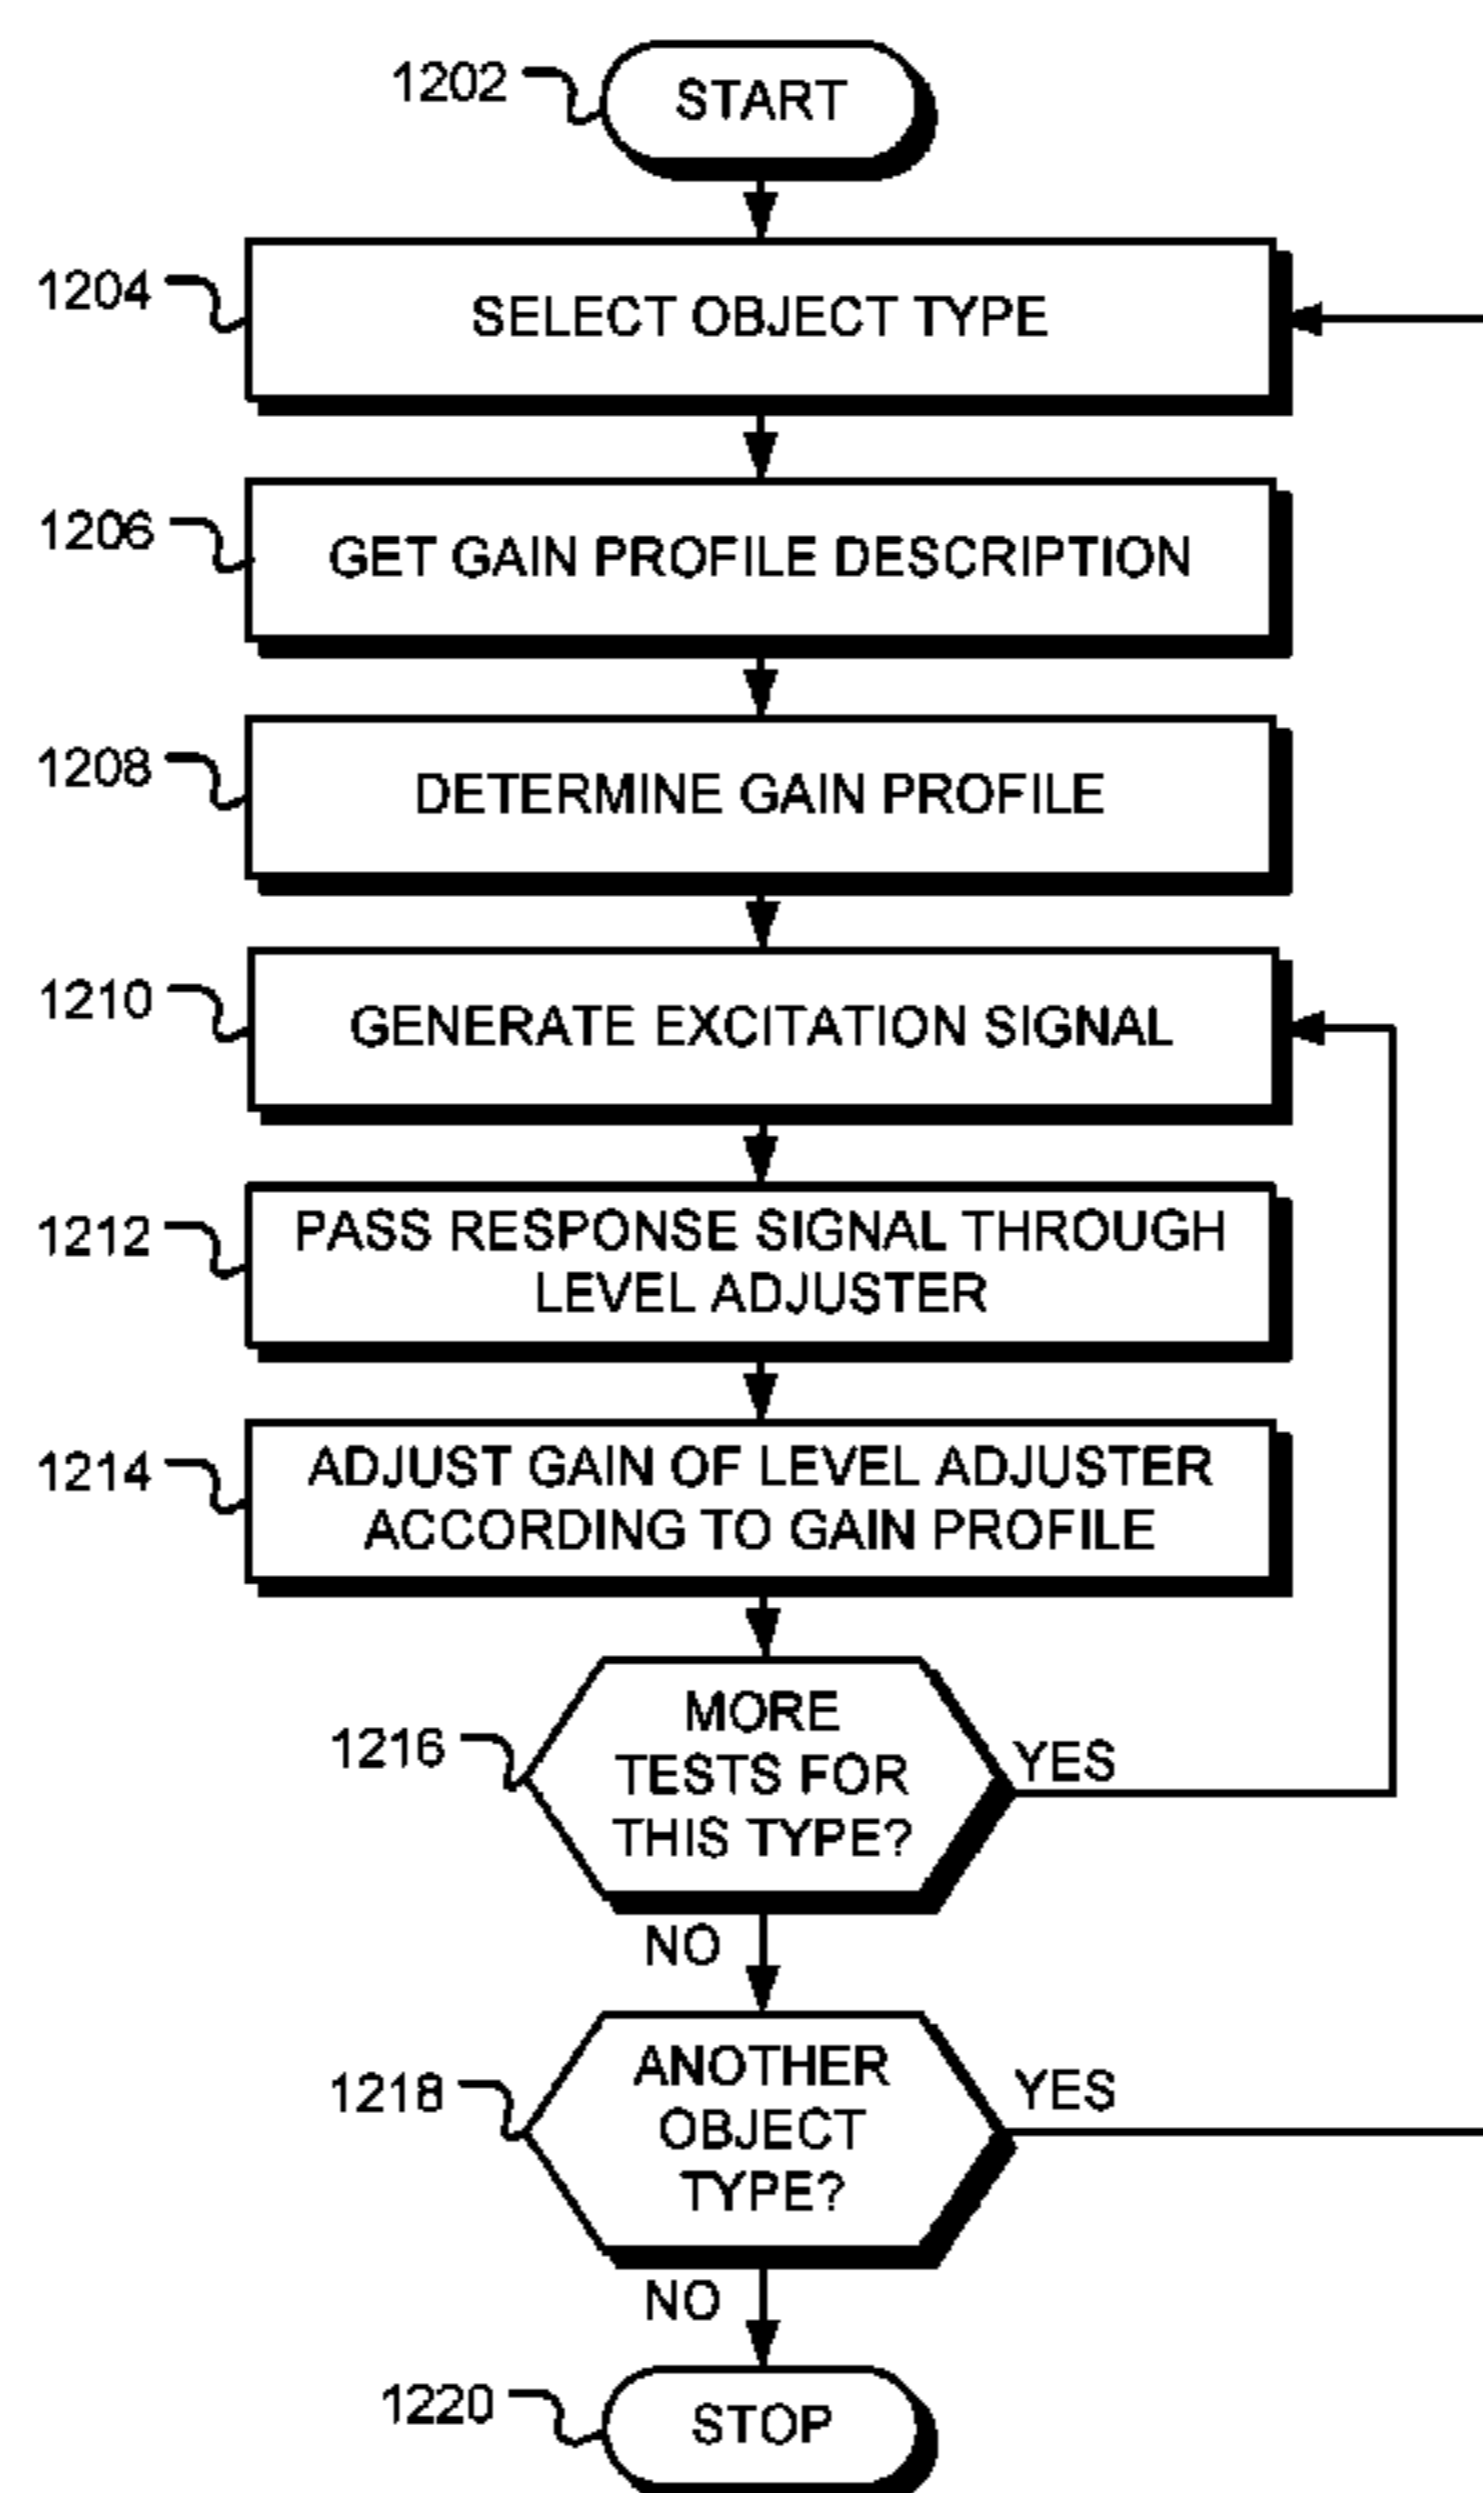 1202
START
1204
SELECT OBJECT TYPE
1206
GET GAIN PROFILE DESCRIPTION
1208
DETERMINE GAIN PROFILE
1210
GENERATE EXCITATION SIGNAL
1212
PASS RESPONSE SIGNAL THROUGH
LEVEL ADJUSTER
1214
ADJUST GAIN OF LEVEL ADJUSTER
ACCORDING TO GAIN PROFILE
1216
MORE
TESTS FOR
THIS TYPE?
YES
NO
1218
ANOTHER
OBJECT
TYPE?
YES
NO
1220
STOP